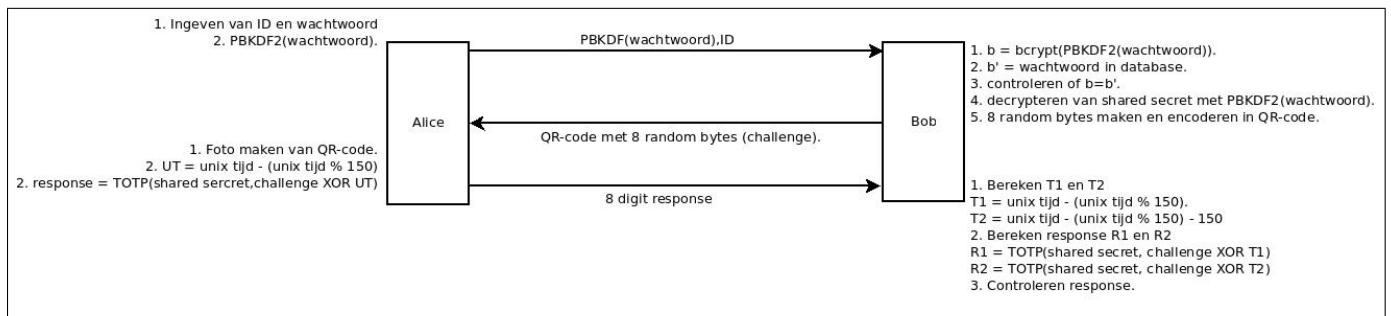 1. Ingeven van ID en wachtwoord
2. PBKDF2(wachtwoord).
PBKDF(wachtwoord),ID
1. b = bcrypt(PBKDF2(wachtwoord)).
2. b' = wachtwoord in database.
3. controleren of b=b'.
4. decrypteren van shared secret met PBKDF2(wachtwoord).
5. 8 random bytes maken en encoderen in QR-code.
Alice
Bob
QR-code met 8 random bytes (challenge).
1. Foto maken van QR-code.
2. UT = unix tijd - (unix tijd % 150)
2. response = TOTP(shared sercret,challenge XOR UT)
8 digit response
1. Bereken T1 en T2
T1 = unix tijd - (unix tijd % 150).
T2 = unix tijd - (unix tijd % 150) - 150
2. Bereken response R1 en R2
R1 = TOTP(shared secret, challenge XOR T1)
R2 = TOTP(shared secret, challenge XOR T2)
3. Controleren response.